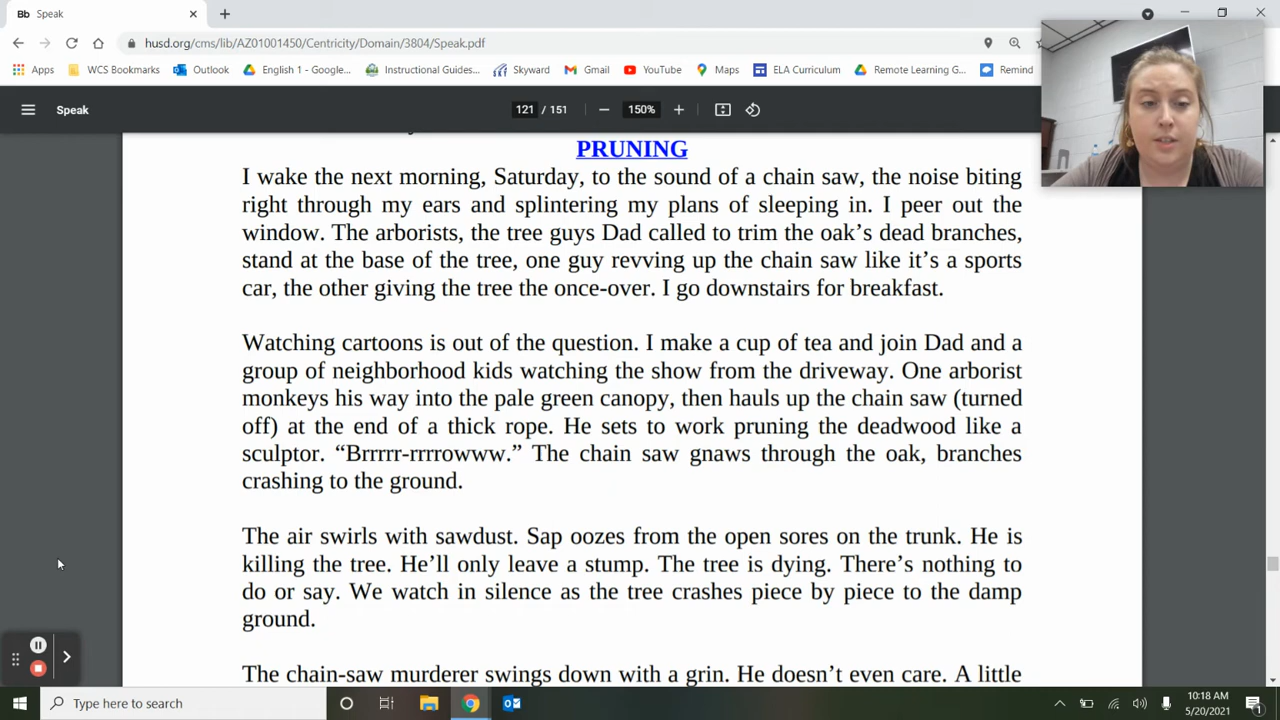 Bb Speak
husd.org/cms/lib/AZ01001450/Centricity/Domain/3804/Speak.pdf
Apps WCS Bookmarks Outlook English 1 - Google... Instructional Guides... Skyward Gmail YouTube Maps ELA Curriculum Remote Learning G... Remind
Speak 121 / 151 150%
PRUNING
I wake the next morning, Saturday, to the sound of a chain saw, the noise biting
right through my ears and splintering my plans of sleeping in. I peer out the
window. The arborists, the tree guys Dad called to trim the oak’s dead branches,
stand at the base of the tree, one guy revving up the chain saw like it’s a sports
car, the other giving the tree the once-over. I go downstairs for breakfast.
Watching cartoons is out of the question. I make a cup of tea and join Dad and a
group of neighborhood kids watching the show from the driveway. One arborist
monkeys his way into the pale green canopy, then hauls up the chain saw (turned
off) at the end of a thick rope. He sets to work pruning the deadwood like a
sculptor. “Brrrrr-rrrrowww.” The chain saw gnaws through the oak, branches
crashing to the ground.
The air swirls with sawdust. Sap oozes from the open sores on the trunk. He is
killing the tree. He’ll only leave a stump. The tree is dying. There’s nothing to
do or say. We watch in silence as the tree crashes piece by piece to the damp
ground.
The chain-saw murderer swings down with a grin. He doesn’t even care. A little
Type here to search
10:18 AM
5/20/2021
1